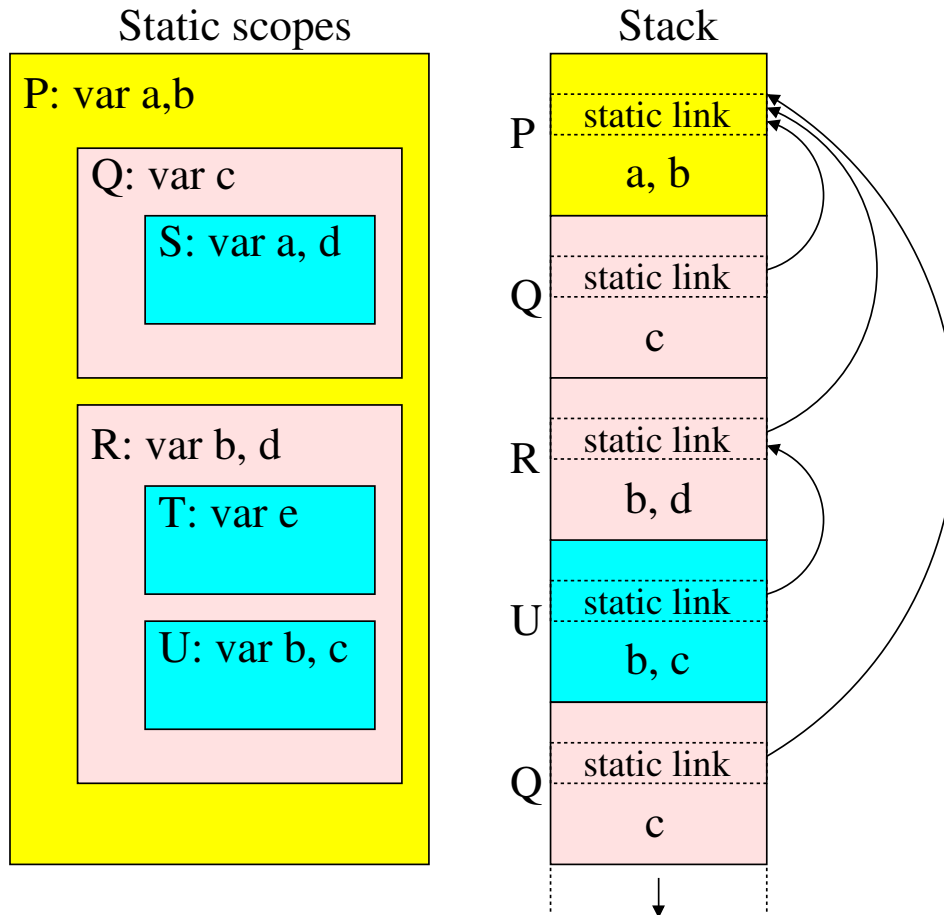 Static scopes
P: var a,b
Q: var c
S: var a, d
R: var b, d
T: var e
U: var b, c
Stack
P
static link
a, b
Q
static link
c
R
static link
b, d
U
static link
b, c
Q
static link
c